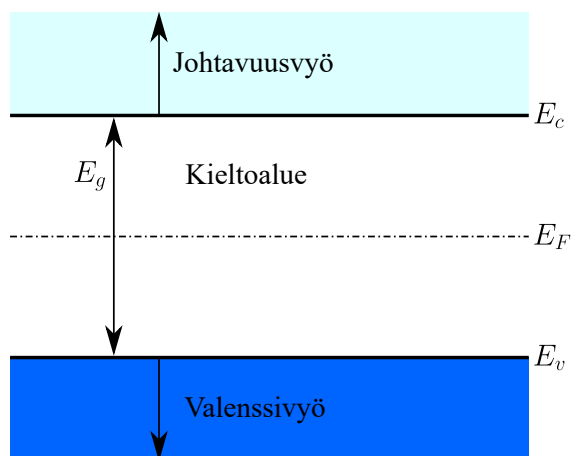 Johtavuusvyö
E_c
E_g
Kieltoalue
E_F
E_v
Valenssivyö